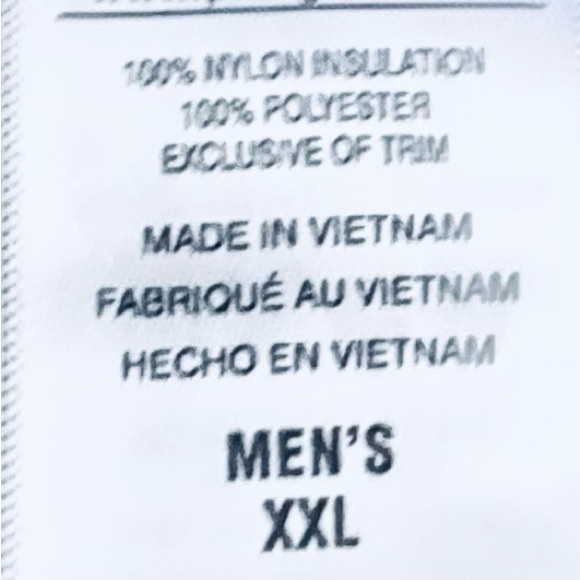 100% NYLON INSULATION
100% POLYESTER
EXCLUSIVE OF TRIM
MADE IN VIETNAM
FABRIQUÉ AU VIETNAM
HECHO EN VIETNAM
MEN'S
XXL